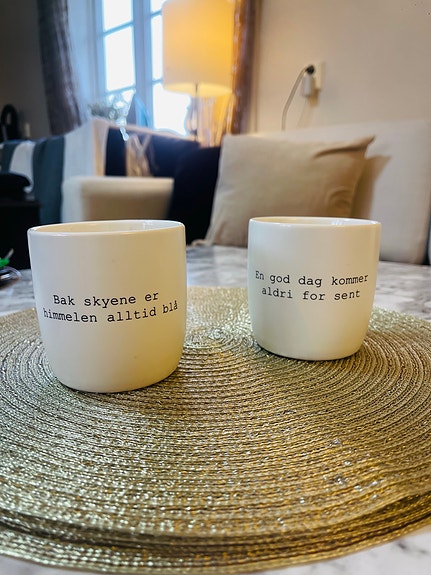 Bak skyene er
himmelen alltid blå
En god dag kommer
aldri for sent